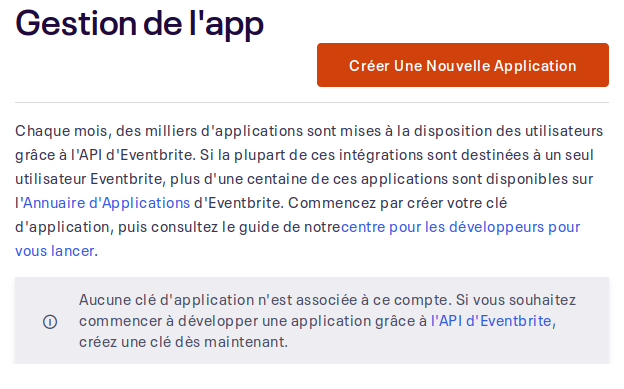 Gestion de l'app
Créer Une Nouvelle Application
Chaque mois, des milliers d'applications sont mises à la disposition des utilisateurs
grâce à l'API d'Eventbrite. Si la plupart de ces intégrations sont destinées à un seul
utilisateur Eventbrite, plus d'une centaine de ces applications sont disponibles sur
l'Annuaire d'Applications d'Eventbrite. Commencez par créer votre clé
d'application, puis consultez le guide de notrecentre pour les développeurs pour
vous lancer.
Aucune clé d'application n'est associée à ce compte. Si vous souhaitez
commencer à développer une application grâce à l'API d'Eventbrite,
créez une clé dès maintenant.